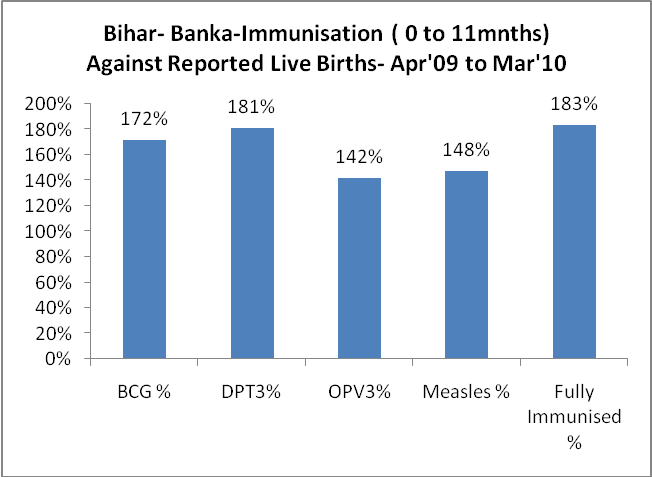 Bihar- Banka-Immunisation ( 0 to 11mnths)
Against Reported Live Births- Apr'09 to Mar'10
200%
180%
160%
140%
120%
100%
80%
60%
40%
20%
0%
172%
181%
142%
148%
183%
BCG %
DPT3%
OPV3%
Measles %
Fully
Immunised
%